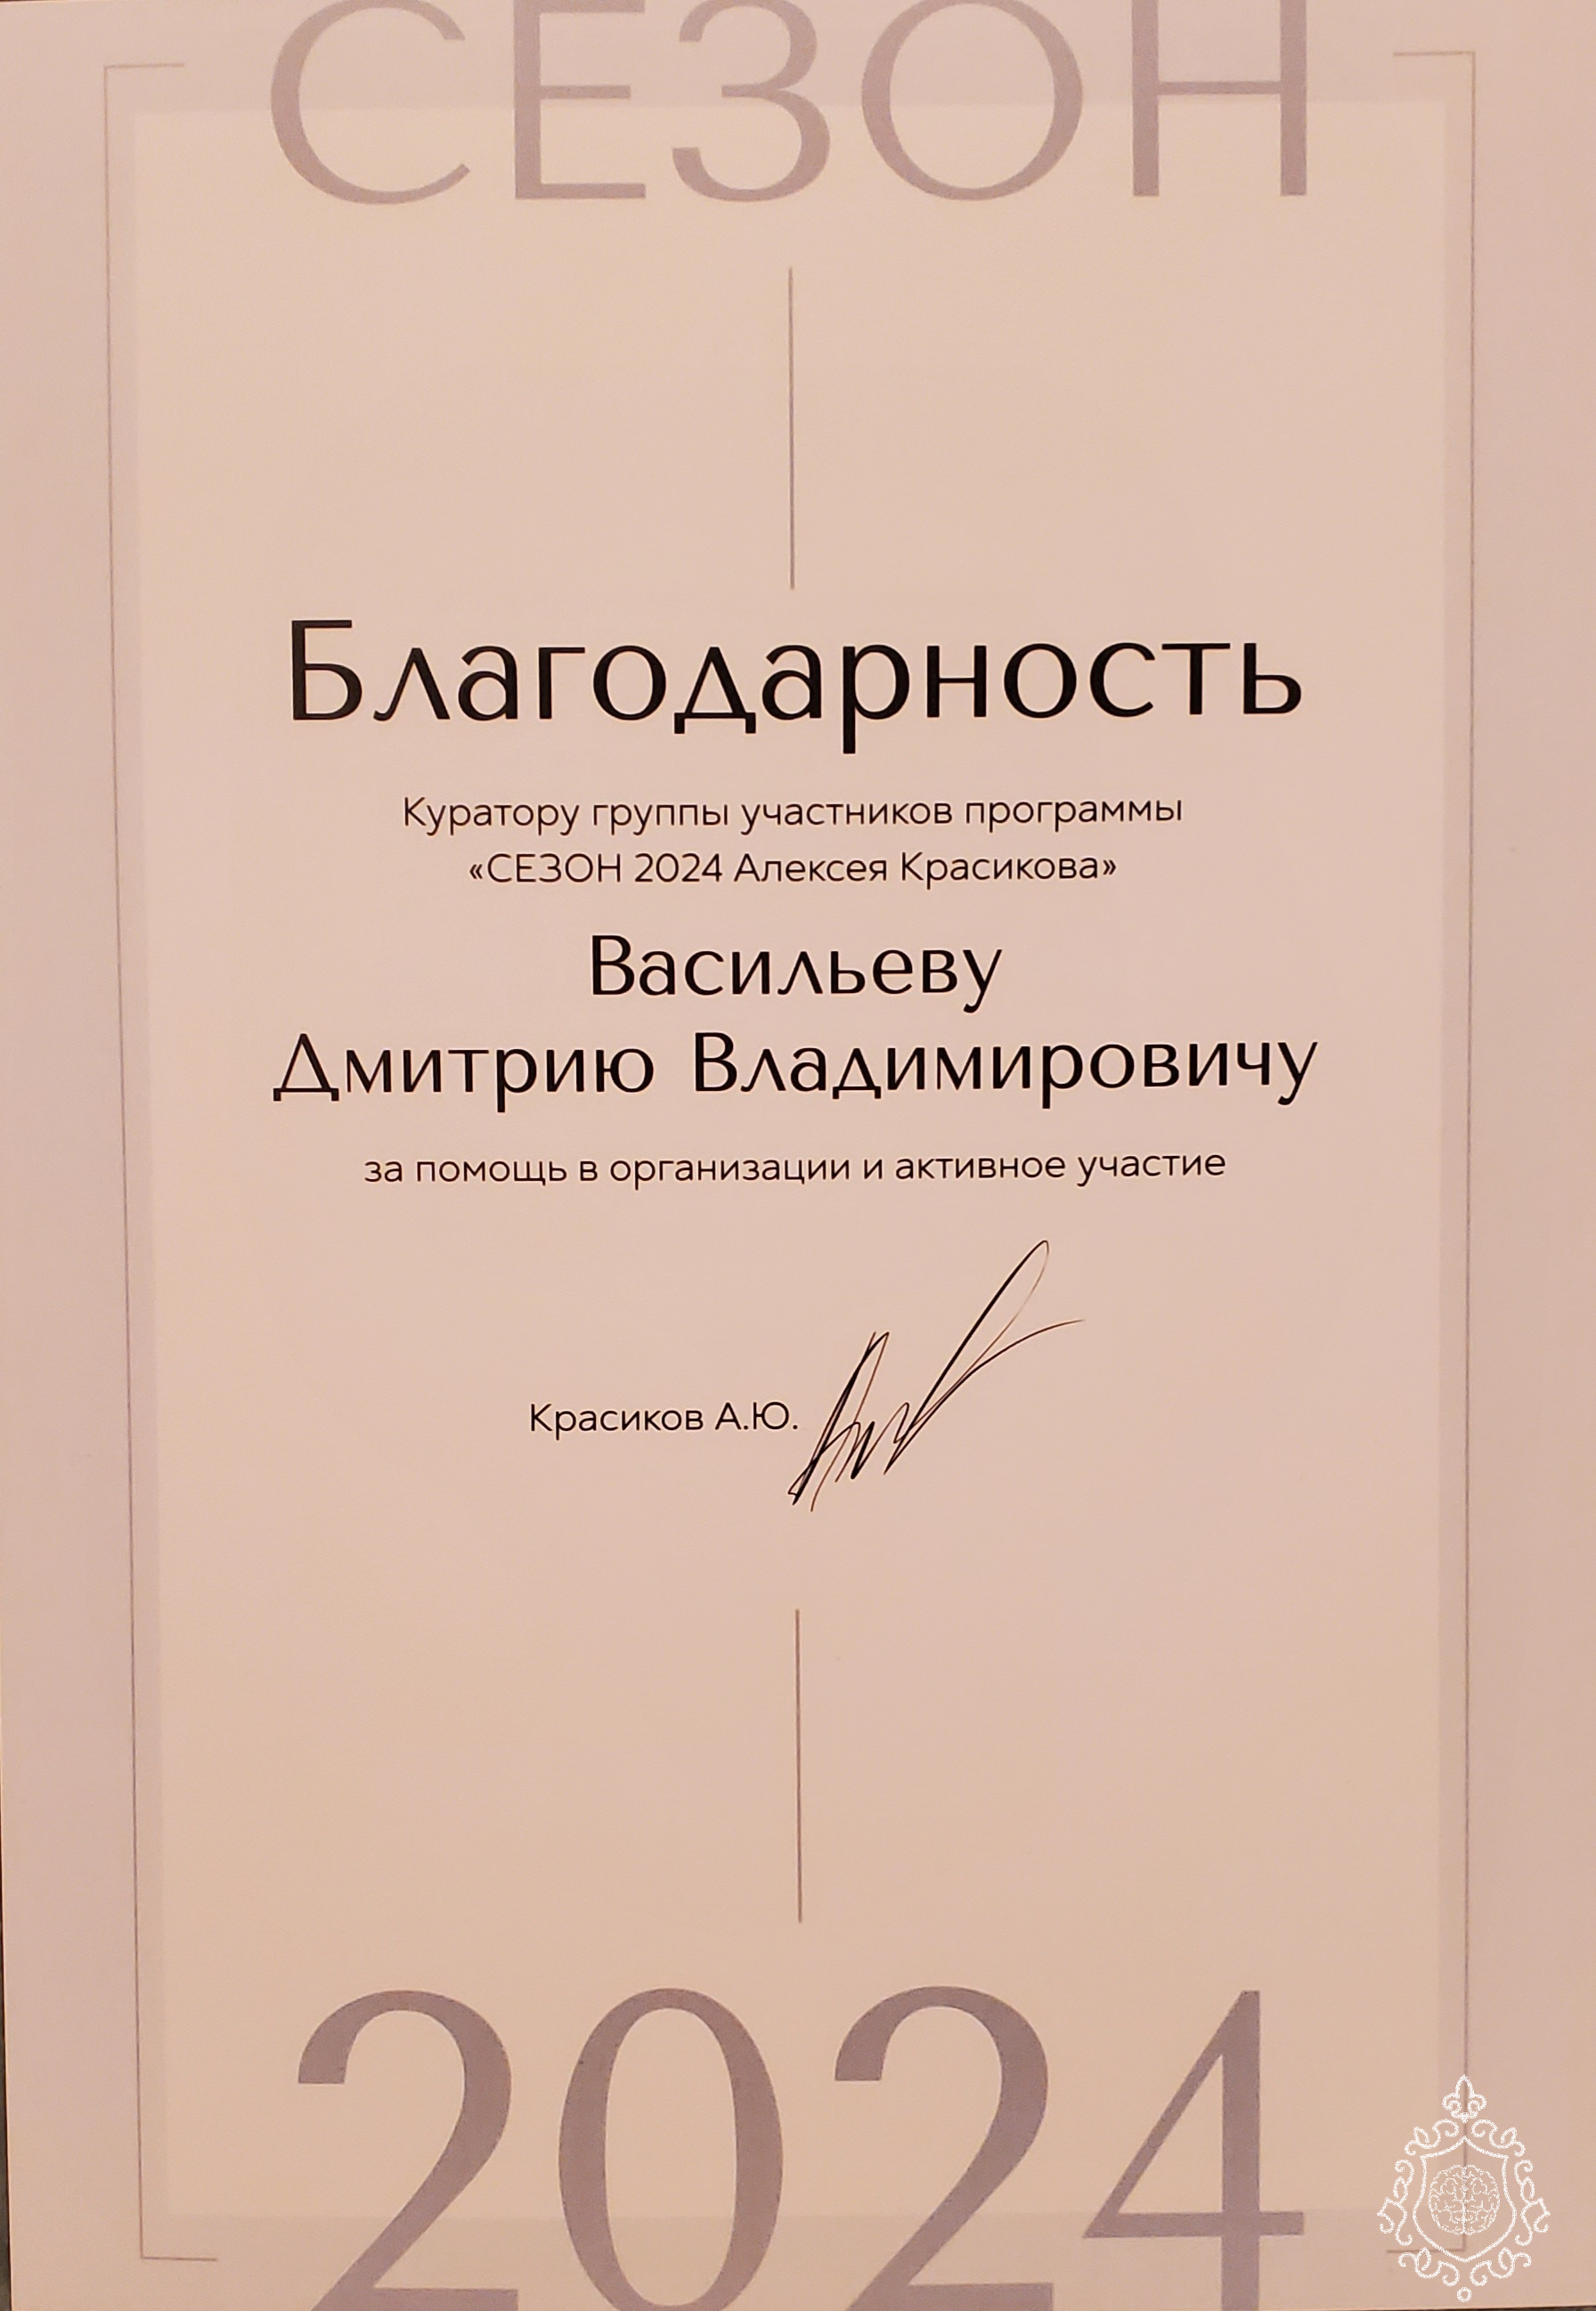 СЕЗОН
Благодарность
Куратору группы участников программы
«СЕЗОН 2024 Алексея Красикова»
Васильеву
Дмитрию Владимировичу
за помощь в организации и активное участие
Красиков А.Ю.
2024